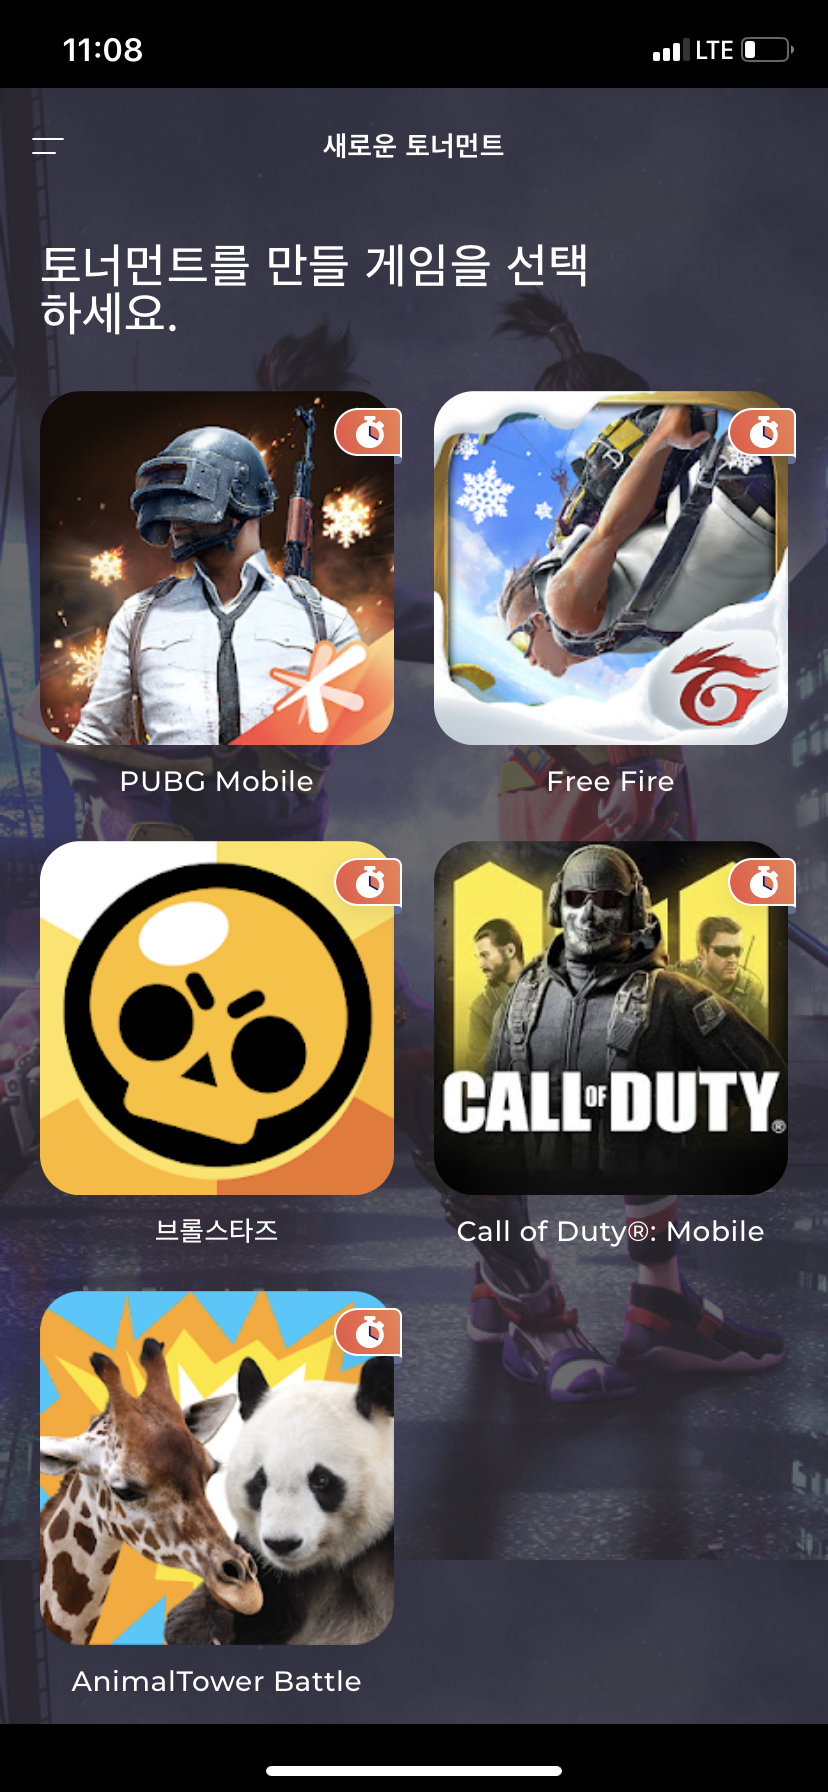 11:08
LTE
새로운 토너먼트
토너먼트를 만들 게임을 선택
하세요.
PUBG Mobile
Free Fire
CALL OF DUTY®
브롤스타즈
Call of Duty®: Mobile
AnimalTower Battle